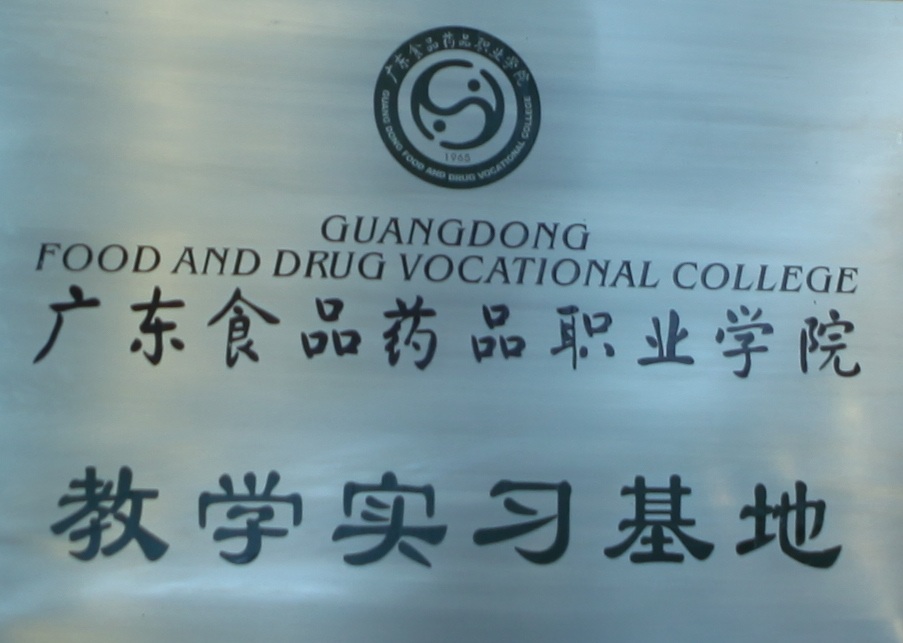 广东食品药品职业学院
GUANG DONG FOOD AND DRUG VOCATIONAL COLLEGE
1965
GUANGDONG
FOOD AND DRUG VOCATIONAL COLLEGE
广东食品药品职业学院
教学实习基地